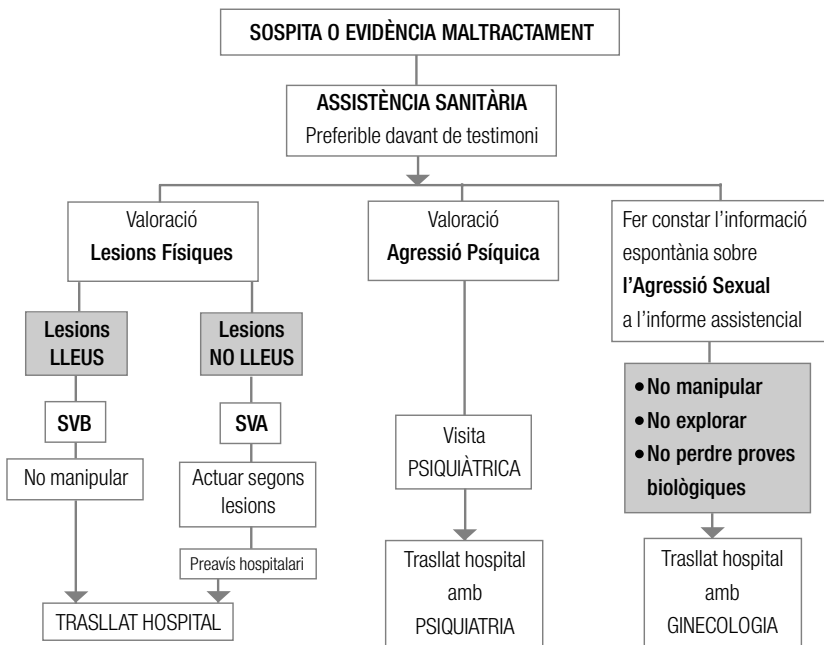 SOSPITA O EVIDÈNCIA MALTRACTAMENT
ASSISTÈNCIA SANITÀRIA
Preferible davant de testimoni
Valoració
Lesions Físiques
Valoració
Agressió Psíquica
Fer constar l'informació
espontània sobre
l'Agressió Sexual
a l'informe assistencial
Lesions
LLEUS
Lesions
NO LLEUS
• No manipular
• No explorar
• No perdre proves
biològiques
SVB
SVA
Visita
PSIQUIÀTRICA
No manipular
Actuar segons
lesions
Preavís hospitalari
TRASLLAT HOSPITAL
Trasllat hospital
amb
PSIQUIATRIA
Trasllat hospital
amb
GINECOLOGIA